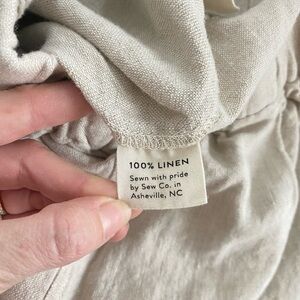 100% LINEN
Sewn with pride
by Sew Co. in
Asheville, NC